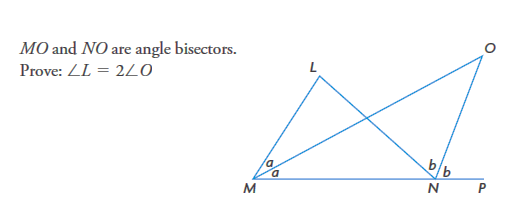 MO and NO are angle bisectors.
Prove: ∠L = 2∠O
O
L
a
a
b
b
M
N
P